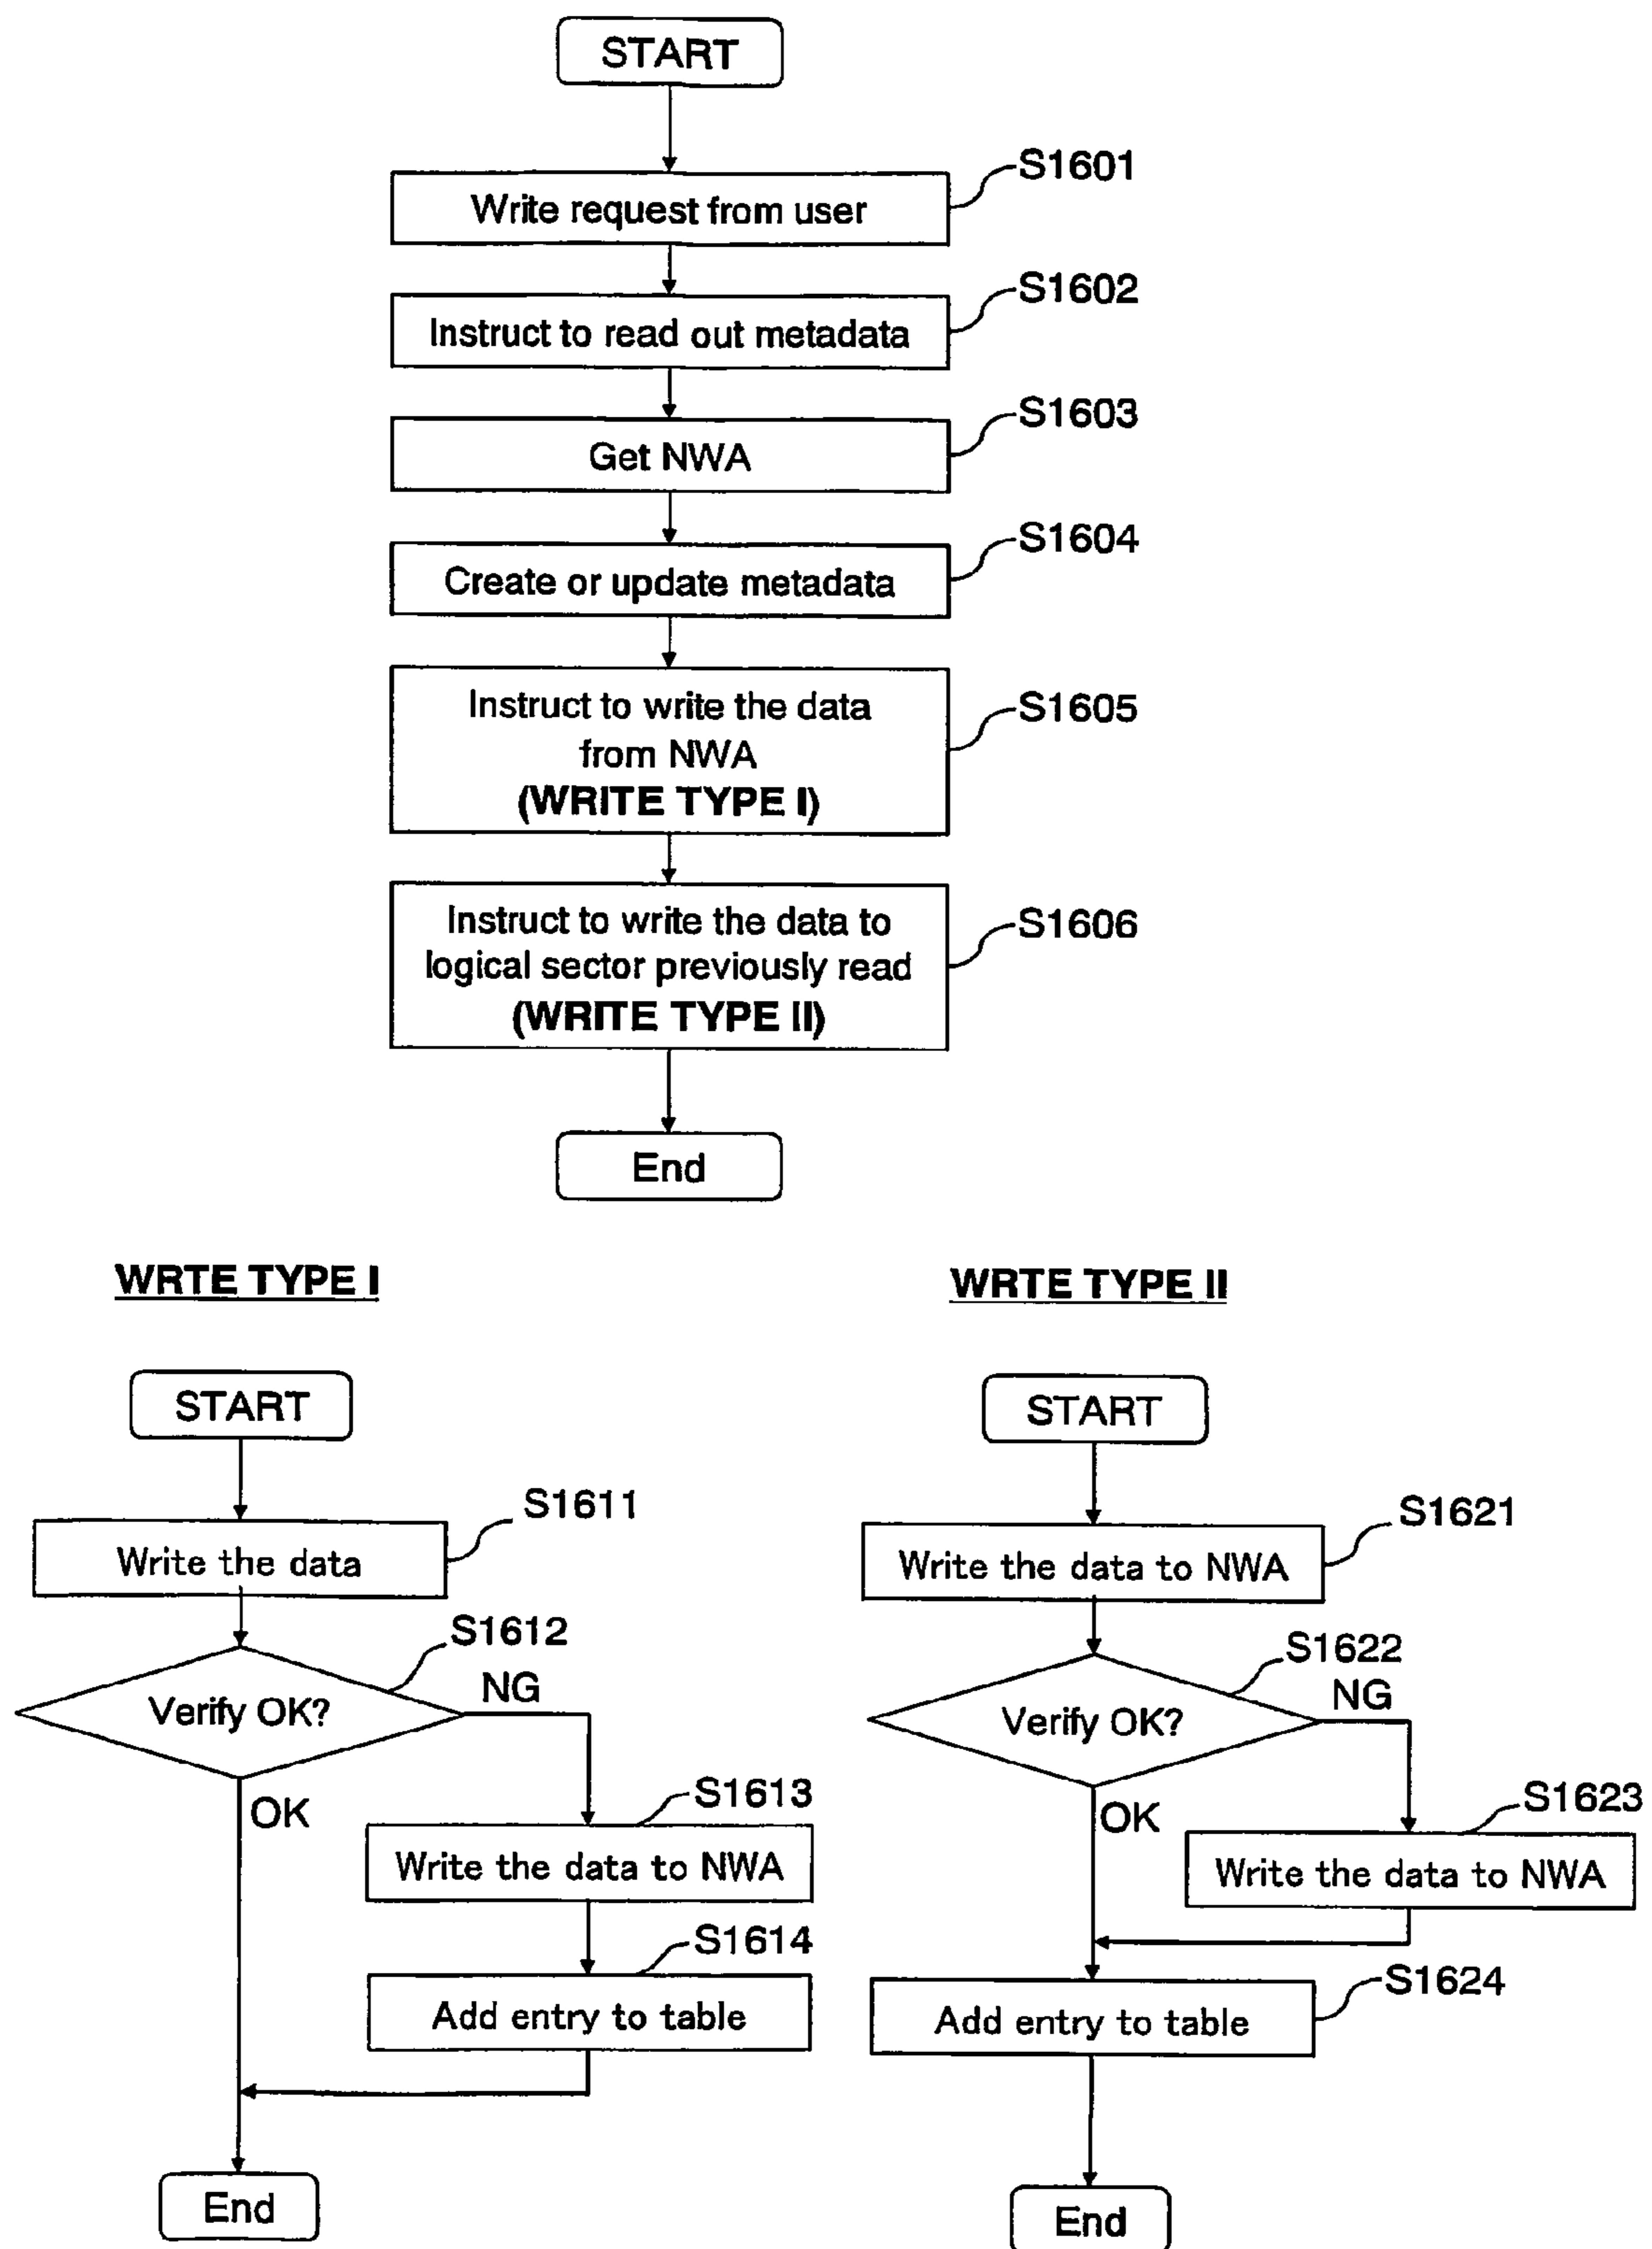 START
S1601
Write request from user
S1602
Instruct to read out metadata
S1603
Get NWA
S1604
Create or update metadata
S1605
Instruct to write the data
from NWA
(WRITE TYPE I)
S1606
Instruct to write the data to
logical sector previously read
(WRITE TYPE II)
End
WRTE TYPE I
START
S1611
Write the data
S1612
Verify OK?
NG
OK
S1613
Write the data to NWA
S1614
Add entry to table
End
WRTE TYPE II
START
S1621
Write the data to NWA
S1622
Verify OK?
NG
OK
S1623
Write the data to NWA
S1624
Add entry to table
End